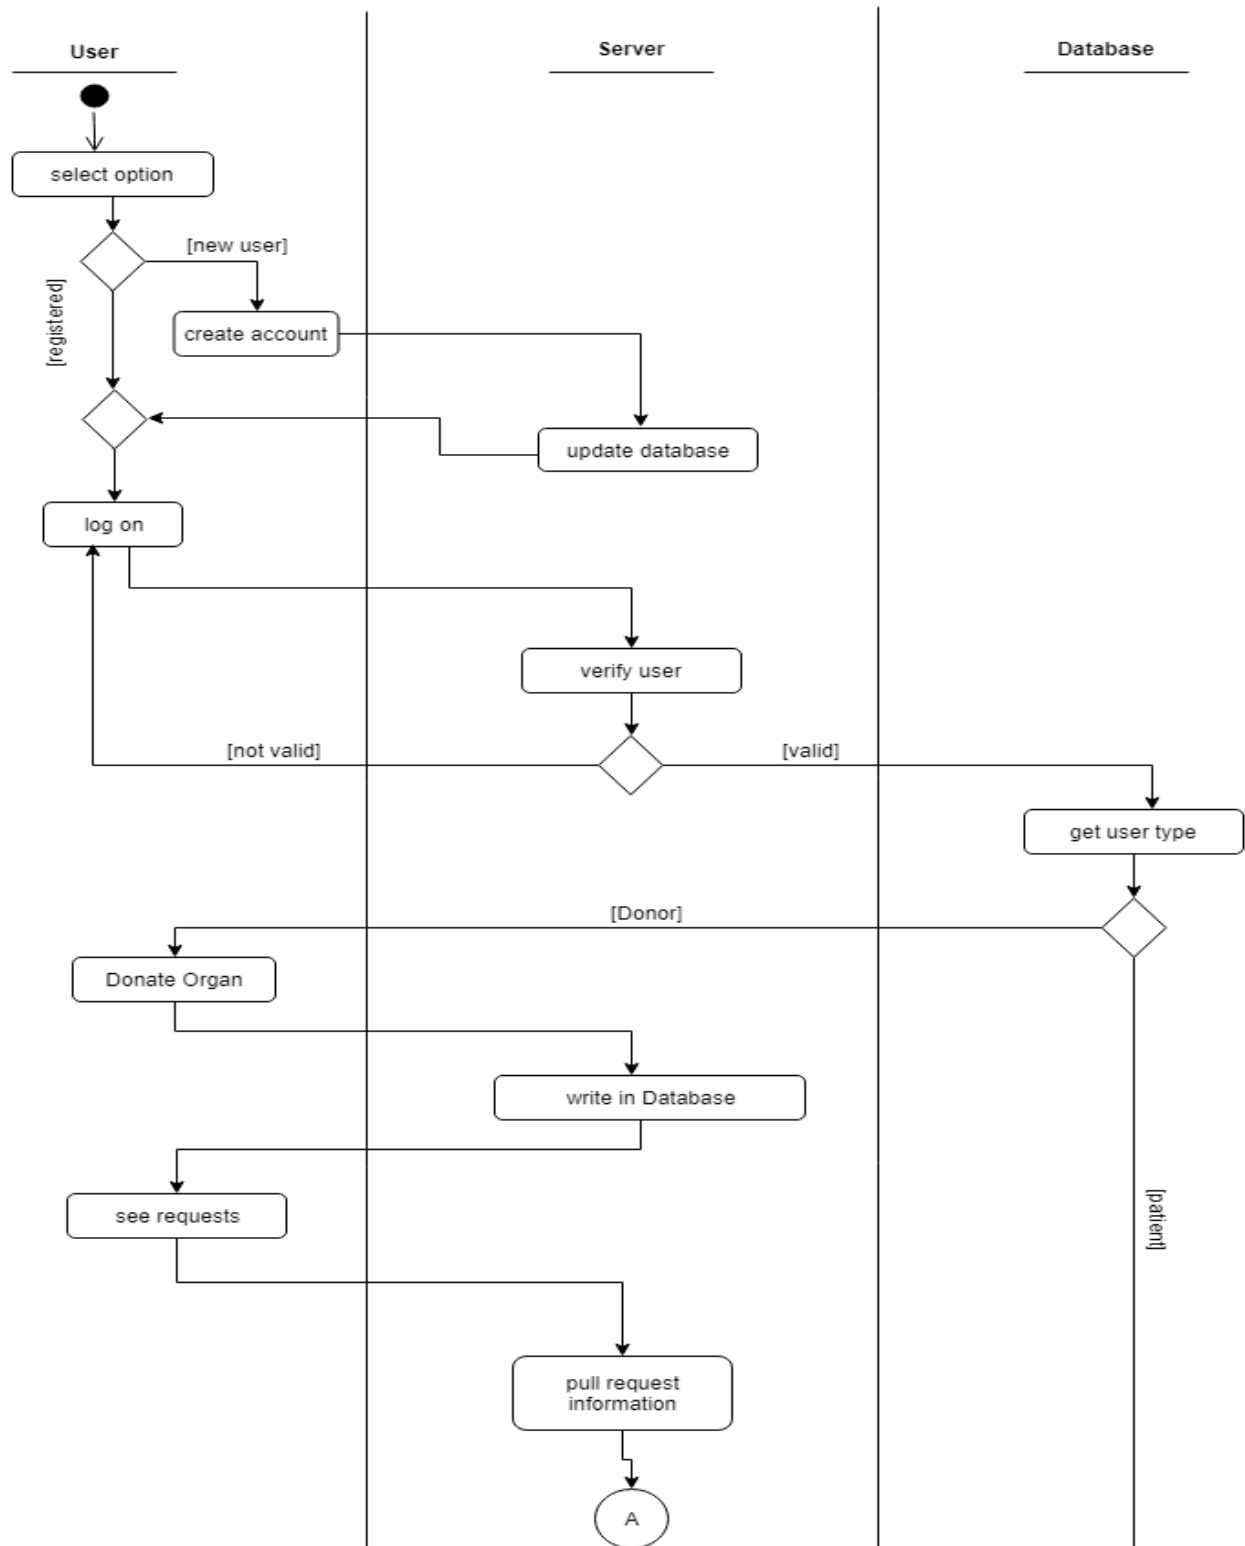 User
Server
Database
select option
[new user]
[registered]
create account
update database
log on
verify user
[not valid]
[valid]
get user type
[Donor]
Donate Organ
write in Database
[patient]
see requests
pull request
information
A